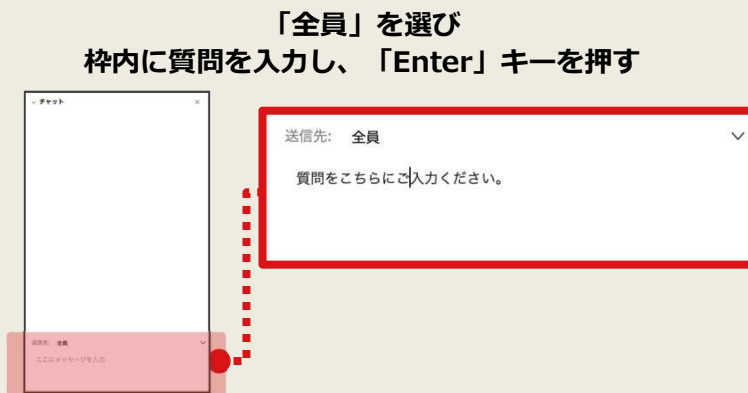 「全員」を選び
枠内に質問を入力し、「Enter」キーを押す
チャット
送信先: 全員
質問をこちらにご入力ください。
送信先: 全員
ここにメッセージを入力